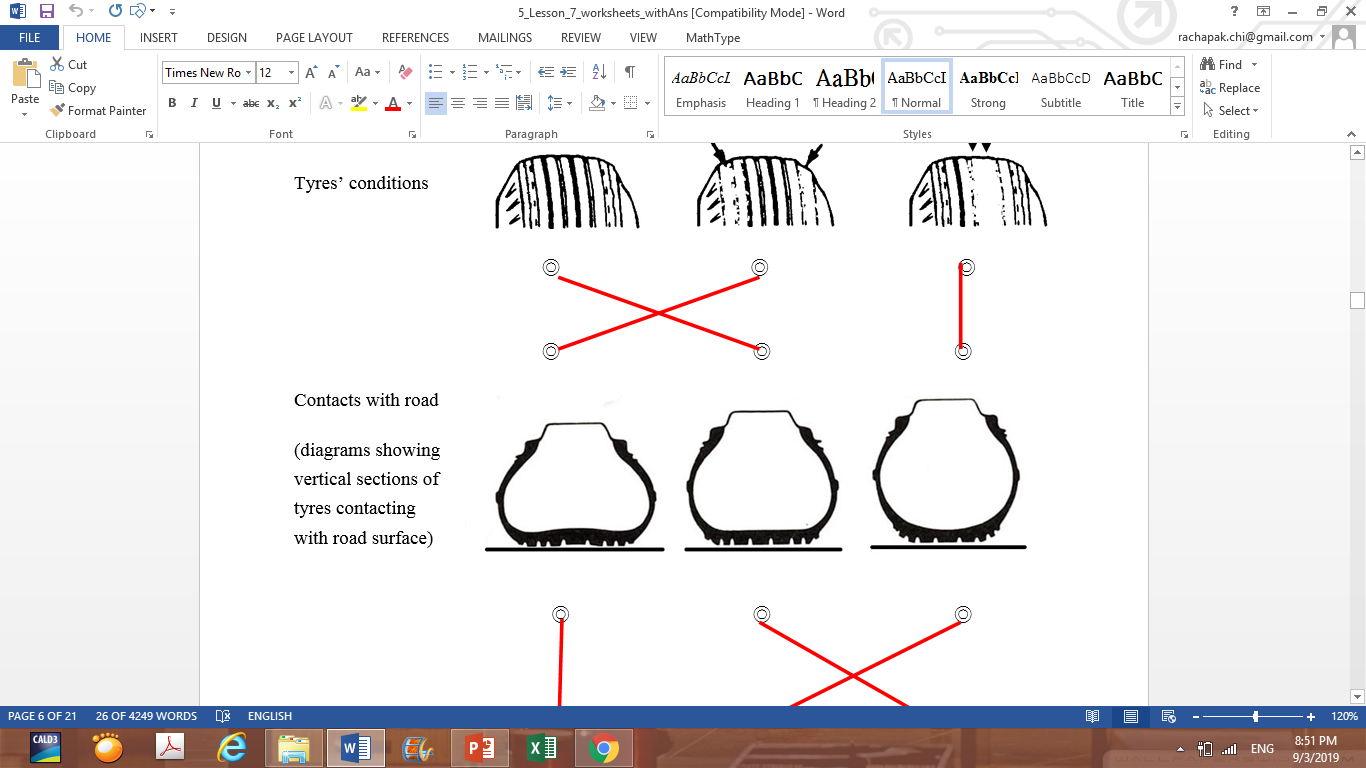 5_Lesson_7_worksheets_withAns [Compatibility Mode] - Word
FILE HOME INSERT DESIGN PAGE LAYOUT REFERENCES MAILINGS REVIEW VIEW MathType
rachapak.chi@gmail.com
Paste
Cut
Copy
Format Painter
Clipboard
Times New Ro 12
Font
Paragraph
AaBbCcI AaBbC AaBb( AaBbCcI AaBbCcI AaBbCcD AaBbC
Emphasis Heading 1 ¶ Heading 2 ¶ Normal Strong Subtitle Title
Styles
Find
Replace
Select
Editing
Tyres’ conditions
Contacts with road
(diagrams showing
vertical sections of
tyres contacting
with road surface)
PAGE 6 OF 21 26 OF 4249 WORDS ENGLISH
120%
CALD3
ENG
8:51 PM
9/3/2019